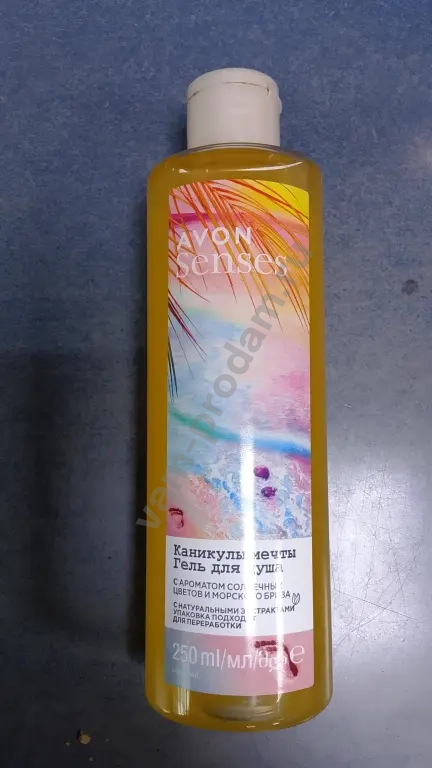 AVON
senses
Каникулы мечты
Гель для душа
С АРОМАТОМ СОЛНЕЧНЫХ
ЦВЕТОВ И МОРСКОГО БРИЗА
С НАТУРАЛЬНЫМИ ЭКСТРАКТАМИ
УПАКОВКА ПОДХОДИТ
ДЛЯ ПЕРЕРАБОТКИ
250 ml/мл/